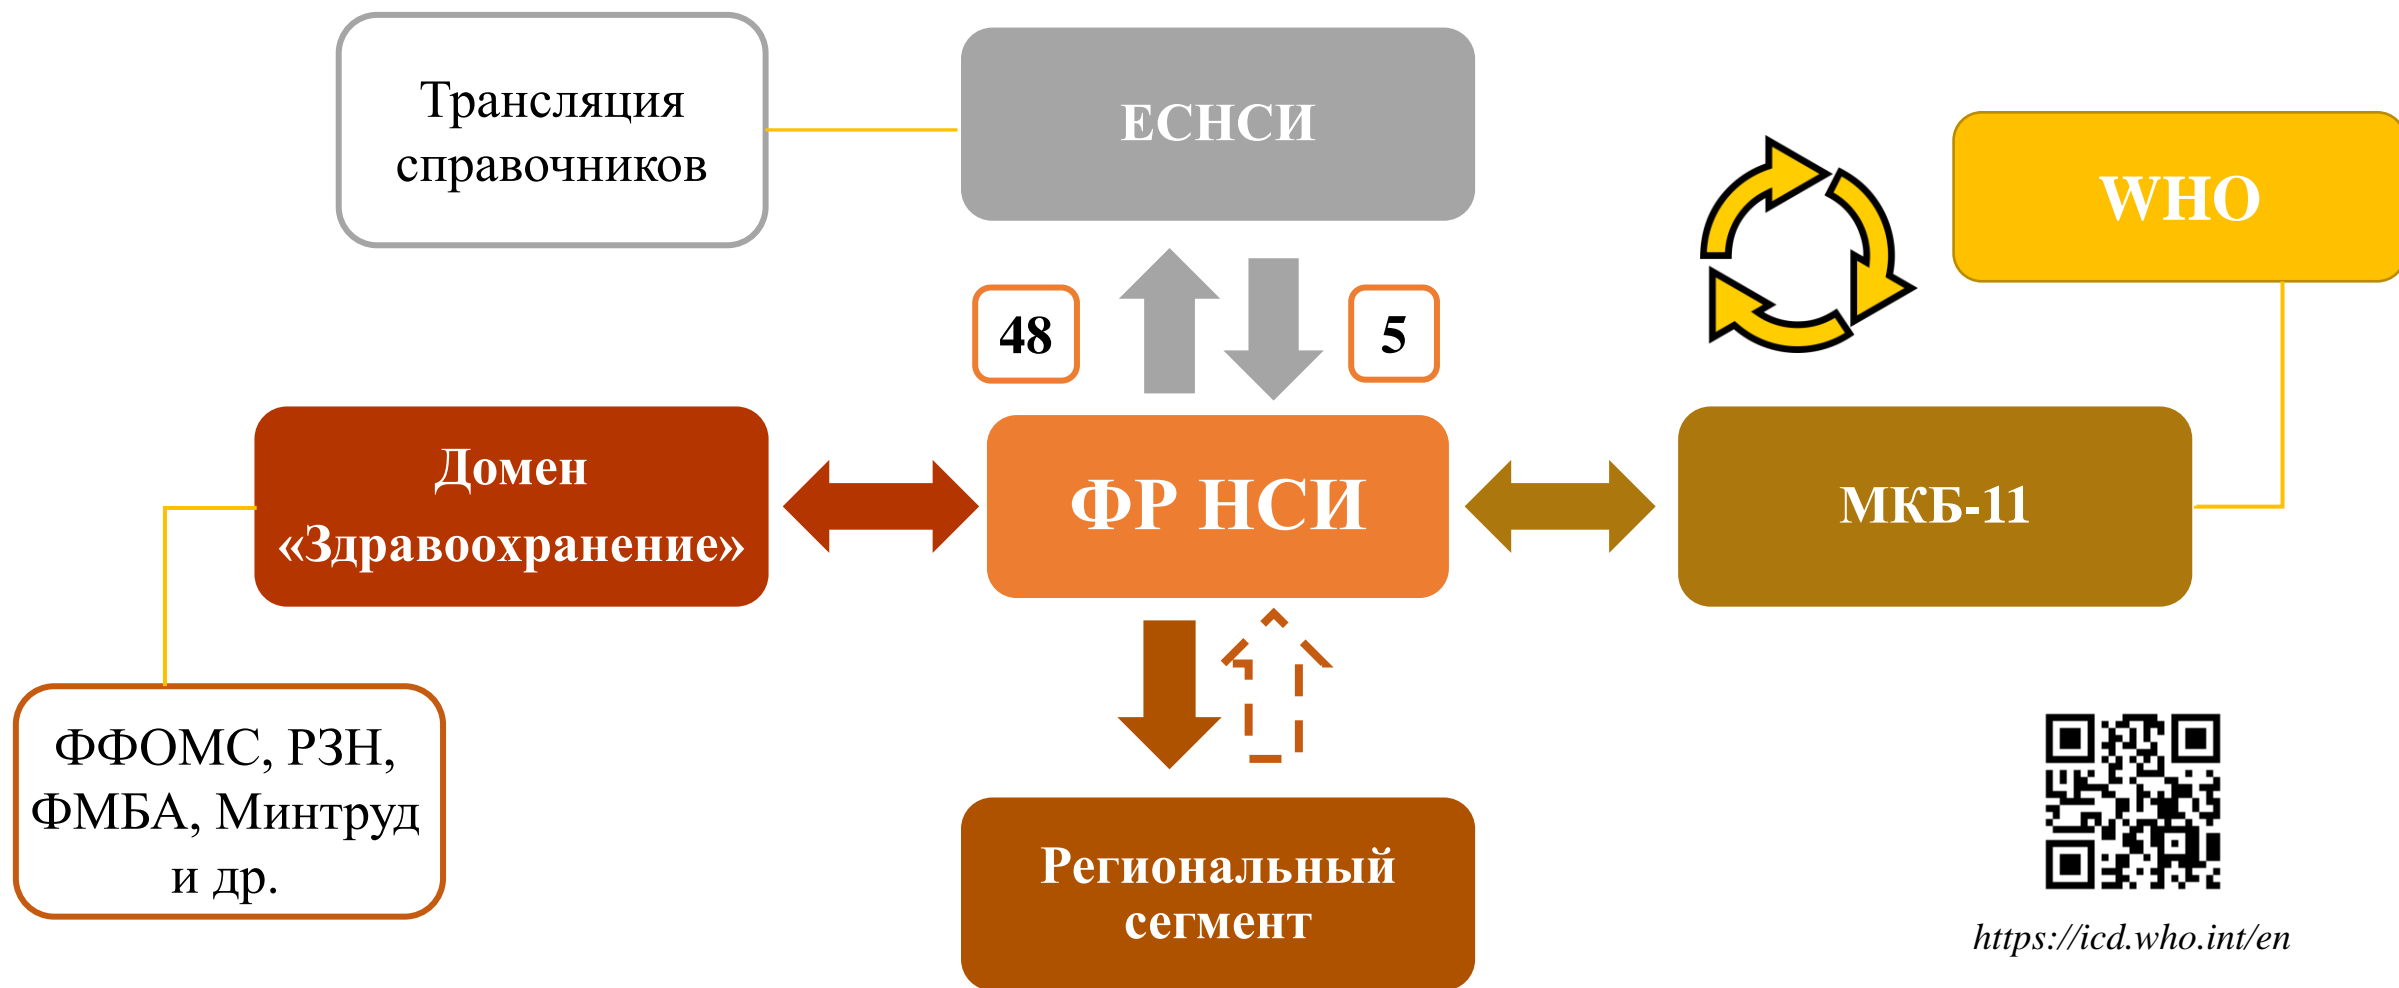 Трансляция
справочников
ЕСНСИ
WHO
48
5
Домен
«Здравоохранение»
ФР НСИ
МКБ-11
ФФОМС, РЗН,
ФМБА, Минтруд
и др.
Региональный
сегмент
https://icd.who.int/en